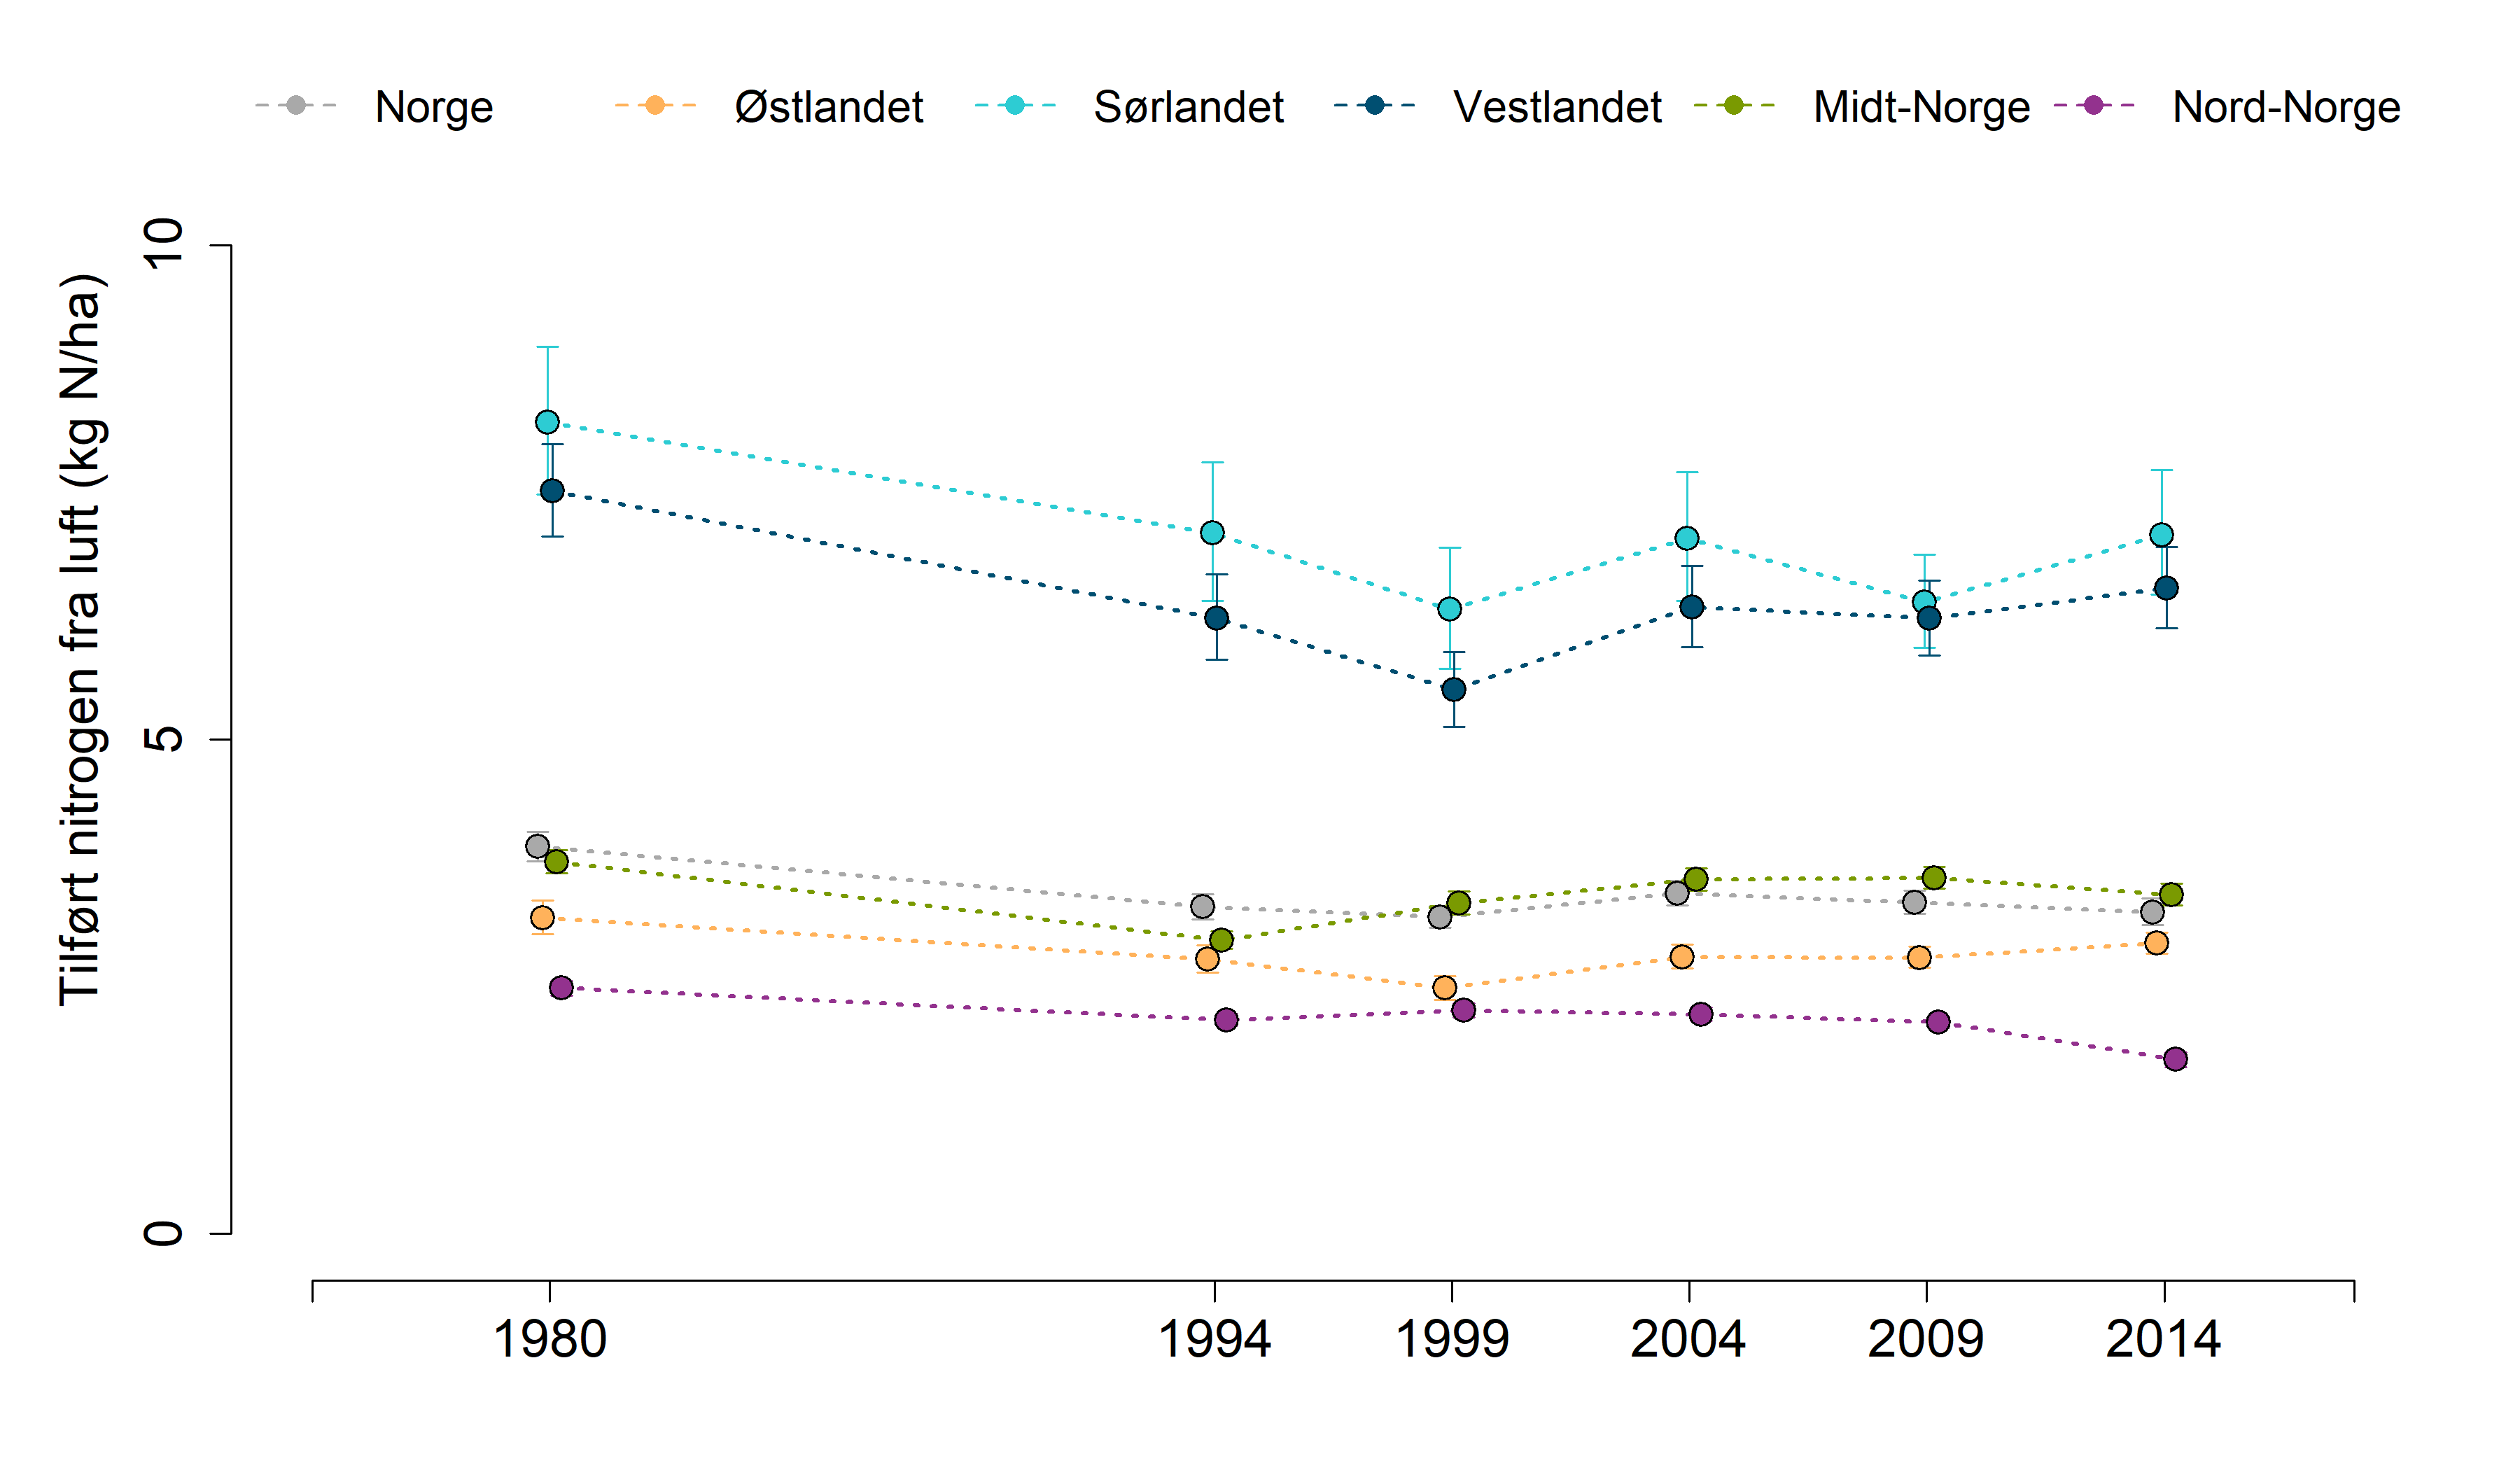 Norge Østlandet Sørlandet Vestlandet Midt-Norge Nord-Norge
Tilført nitrogen fra luft (kg N/ha)
10
5
0
1980 1994 1999 2004 2009 2014